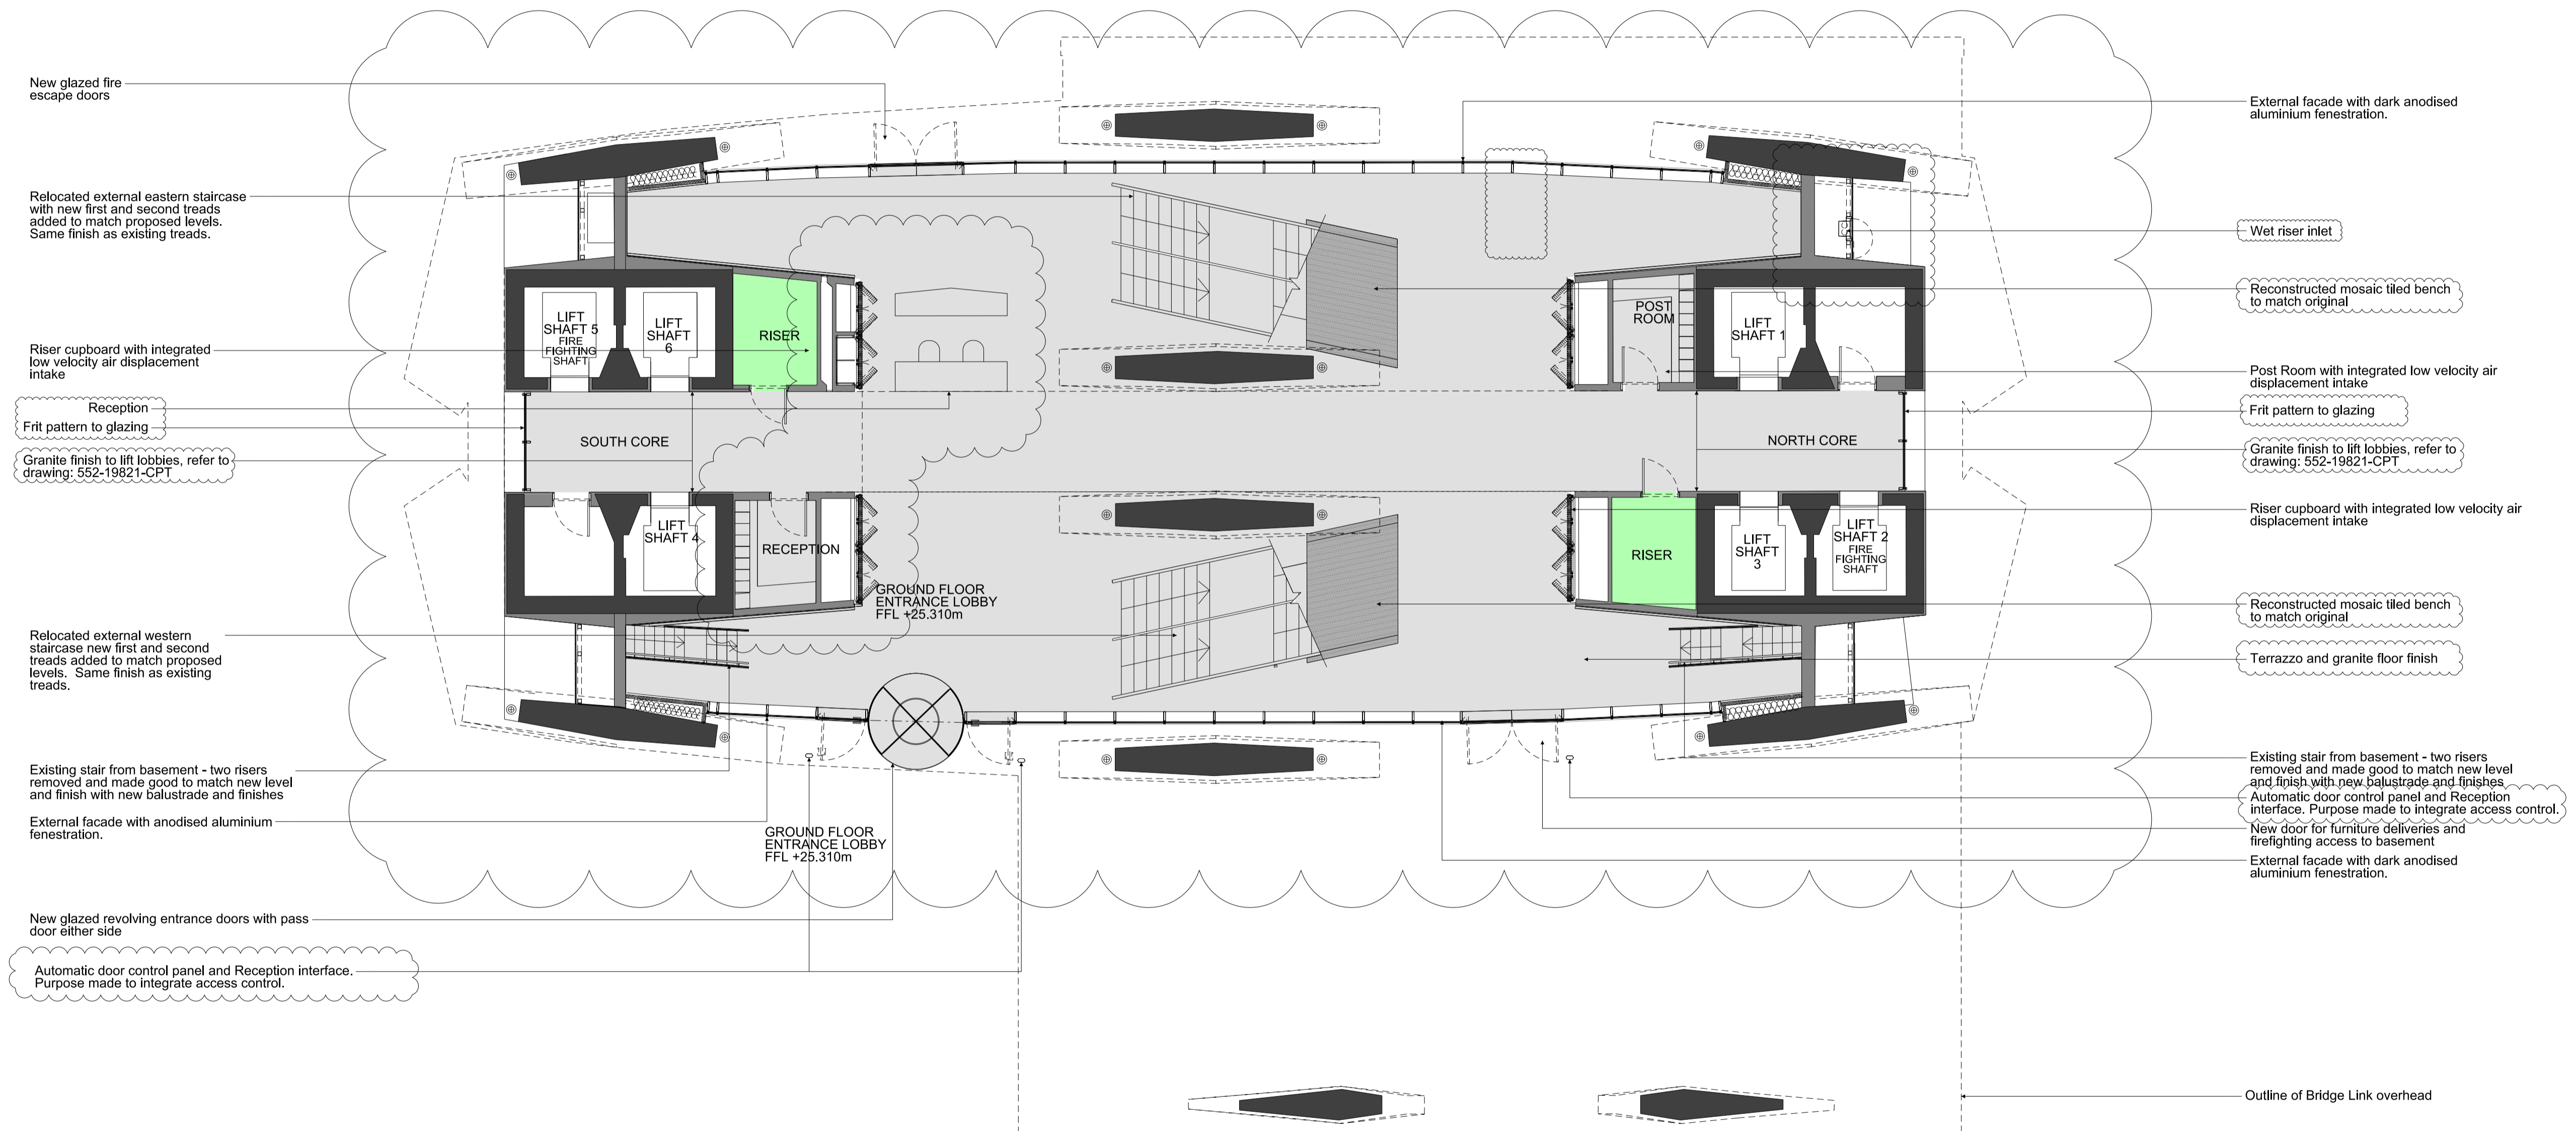 New glazed fire
escape doors
Relocated external eastern staircase
with new first and second treads
added to match proposed levels.
Same finish as existing treads.
Riser cupboard with integrated
low velocity air displacement
intake
Reception
Frit pattern to glazing
Granite finish to lift lobbies, refer to
drawing: 552-19821-CPT
Relocated external western
staircase new first and second
treads added to match proposed
levels. Same finish as existing
treads.
Existing stair from basement - two risers
removed and made good to match new level
and finish with new balustrade and finishes
External facade with anodised aluminium
fenestration.
New glazed revolving entrance doors with pass
door either side
Automatic door control panel and Reception interface.
Purpose made to integrate access control.
LIFT
SHAFT 5
FIRE
FIGHTING
SHAFT
LIFT
SHAFT
6
RISER
SOUTH CORE
LIFT
SHAFT 4
RECEPTION
GROUND FLOOR
ENTRANCE LOBBY
FFL +25.310m
GROUND FLOOR
ENTRANCE LOBBY
FFL +25.310m
POST
ROOM
LIFT
SHAFT 1
NORTH CORE
RISER
LIFT
SHAFT
3
LIFT
SHAFT 2
FIRE
FIGHTING
SHAFT
External facade with dark anodised
aluminium fenestration.
Wet riser inlet
Reconstructed mosaic tiled bench
to match original
Post Room with integrated low velocity air
displacement intake
Frit pattern to glazing
Granite finish to lift lobbies, refer to
drawing: 552-19821-CPT
Riser cupboard with integrated low velocity air
displacement intake
Reconstructed mosaic tiled bench
to match original
Terrazzo and granite floor finish
Existing stair from basement - two risers
removed and made good to match new level
and finish with new balustrade and finishes
Automatic door control panel and Reception
interface. Purpose made to integrate access control.
New door for furniture deliveries and
firefighting access to basement
External facade with dark anodised
aluminium fenestration.
Outline of Bridge Link overhead